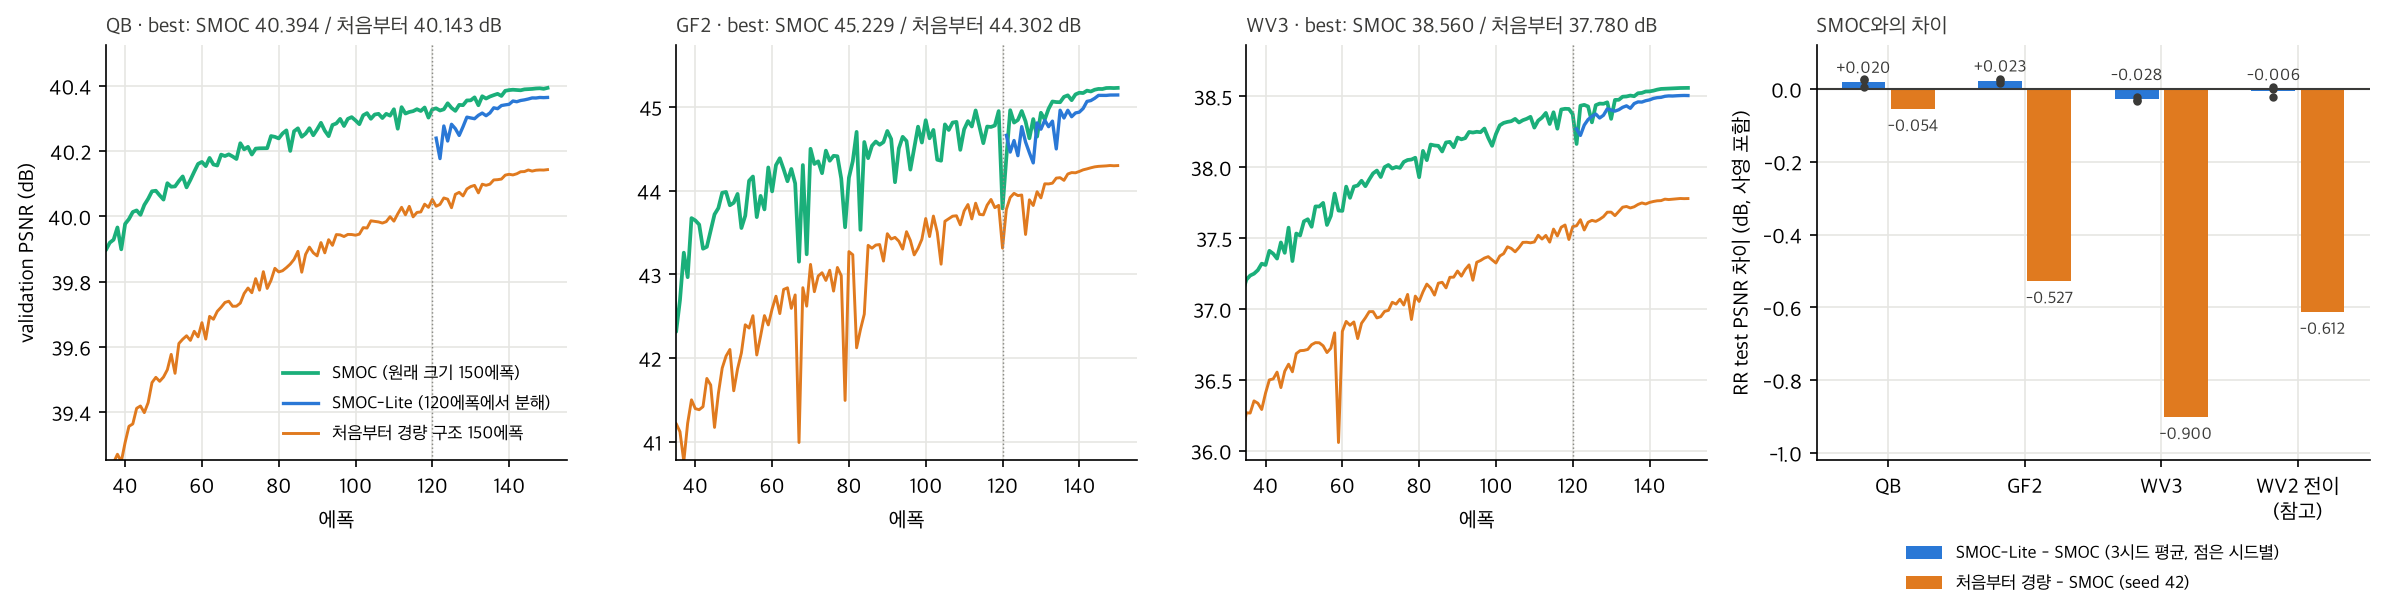 QB · best: SMOC 40.394 / 처음부터 40.143 dB
validation PSNR (dB)
40.4
40.2
40.0
39.8
39.6
39.4
SMOC (원래 크기 150에폭)
SMOC-Lite (120에폭에서 분해)
처음부터 경량 구조 150에폭
40 60 80 100 120 140
에폭
GF2 · best: SMOC 45.229 / 처음부터 44.302 dB
45
44
43
42
41
40 60 80 100 120 140
에폭
WV3 · best: SMOC 38.560 / 처음부터 37.780 dB
38.5
38.0
37.5
37.0
36.5
36.0
40 60 80 100 120 140
에폭
SMOC와의 차이
RR test PSNR 차이 (dB, 사영 포함)
0.0
-0.2
-0.4
-0.6
-0.8
-1.0
+0.020
-0.054
+0.023
-0.527
-0.028
-0.900
-0.006
-0.612
QB GF2 WV3 WV2 전이
(참고)
SMOC-Lite - SMOC (3시드 평균, 점은 시드별)
처음부터 경량 - SMOC (seed 42)